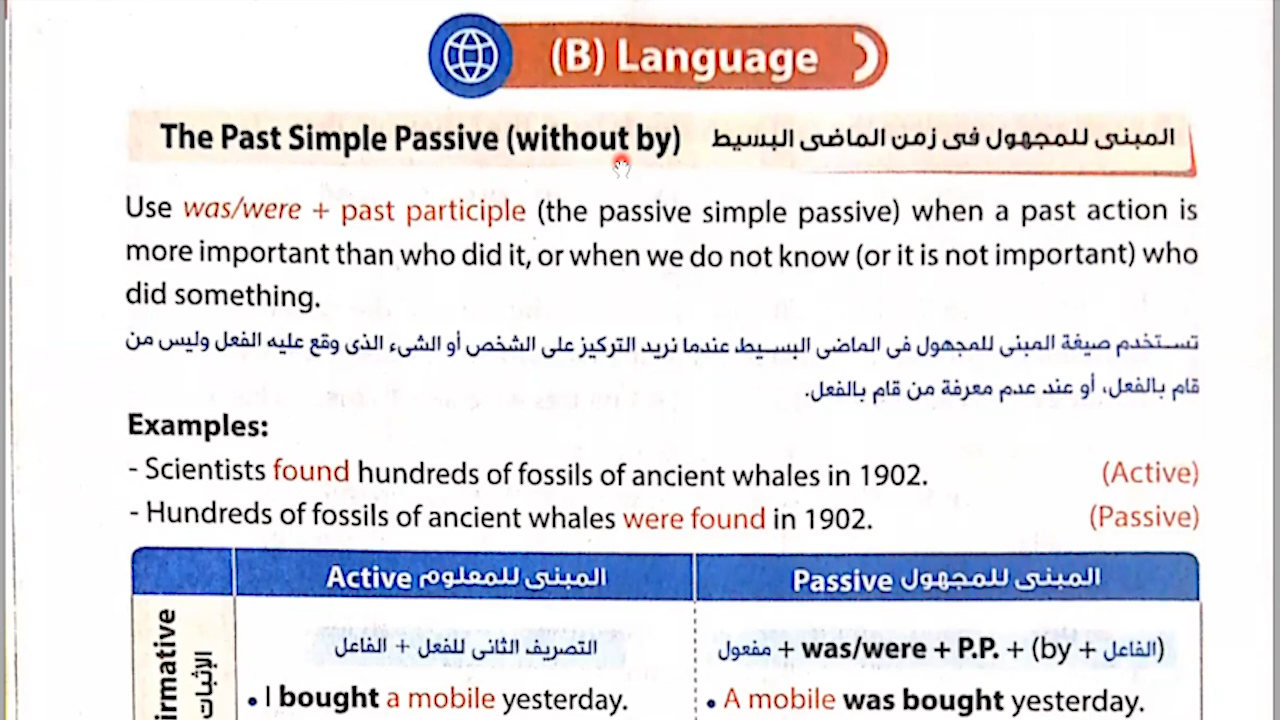 (B) Language
The Past Simple Passive (without by) المبنى للمجهول فى زمن الماضى البسيط
Use was/were + past participle (the passive simple passive) when a past action is
more important than who did it, or when we do not know (or it is not important) who
did something.
تستخدم صيغة المبنى للمجهول فى الماضى البسيط عندما نريد التركيز على الشخص أو الشىء الذى وقع عليه الفعل وليس من
قام بالفعل، أو عند عدم معرفة من قام بالفعل.
Examples:
- Scientists found hundreds of fossils of ancient whales in 1902. (Active)
- Hundreds of fossils of ancient whales were found in 1902. (Passive)
Active المبنى للمعلوم
Passive المبنى للمجهول
الإثبات
التصريف الثانى للفعل + الفاعل
مفعول + was/were + P.P. + (by + الفاعل)
• I bought a mobile yesterday.
• A mobile was bought yesterday.